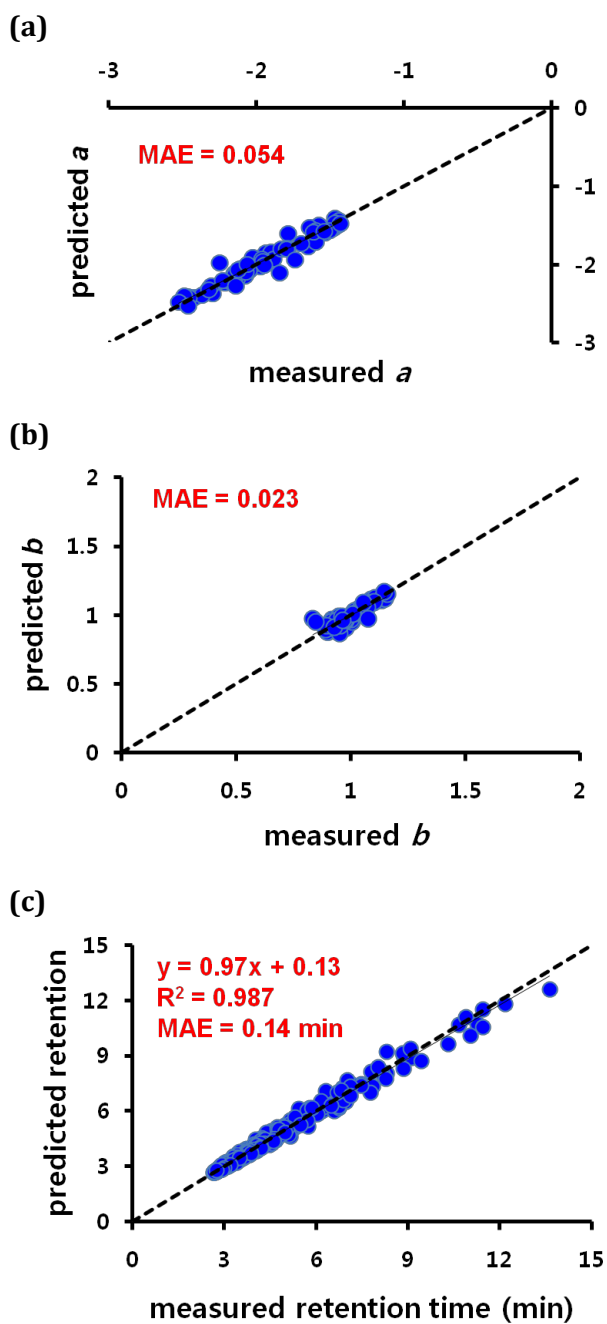 (a)
-3 -2 -1 0
0
MAE = 0.054
-1
predicted a
-2
-3
measured a
(b)
2
MAE = 0.023
1.5
predicted b
1
0.5
0
0 0.5 1 1.5 2
measured b
(c)
15
y = 0.97x + 0.13
R² = 0.987
12
MAE = 0.14 min
9
predicted retention
6
3
0
0 3 6 9 12 15
measured retention time (min)